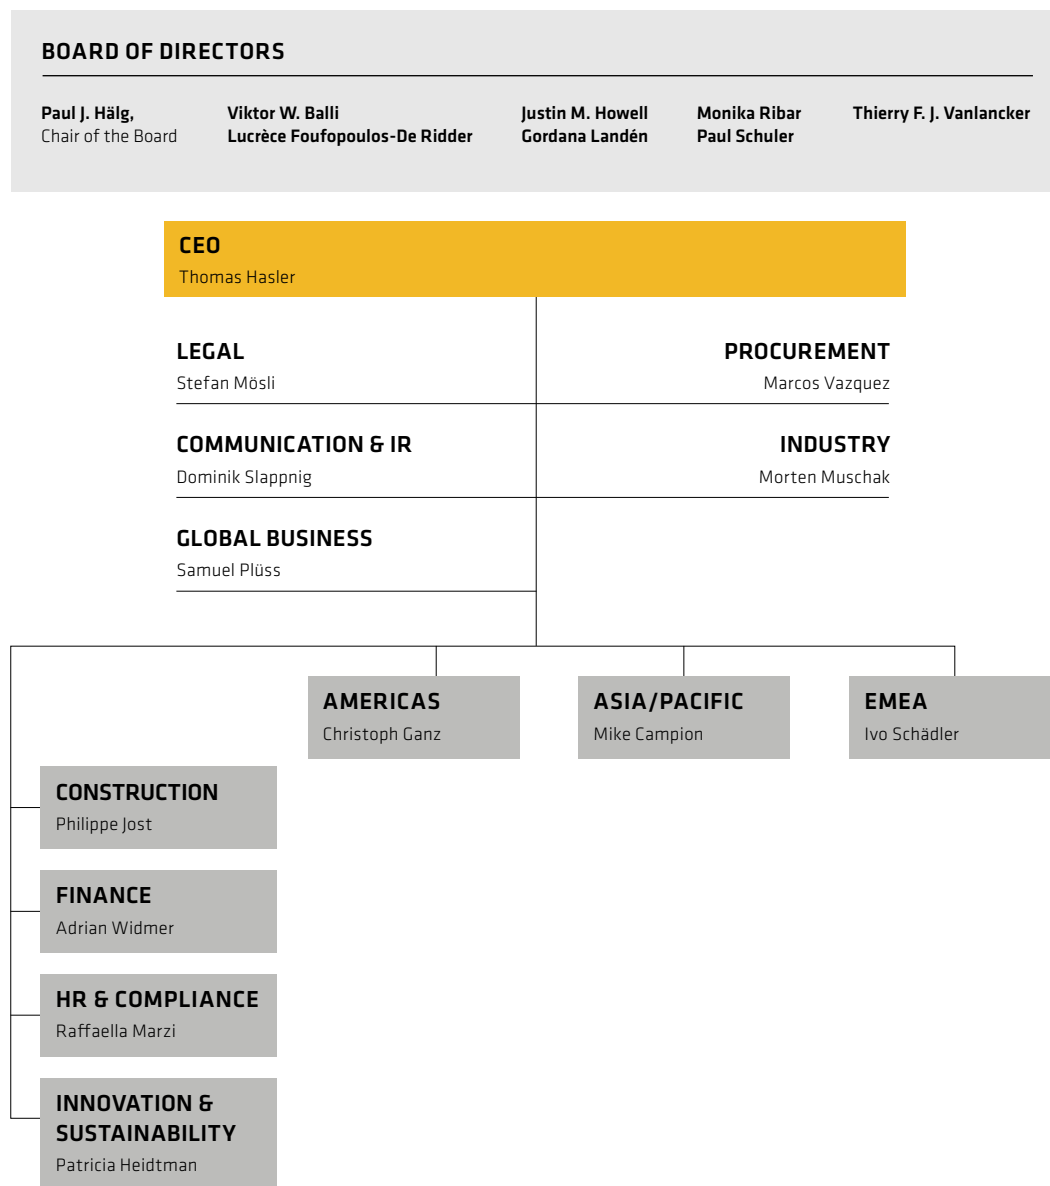 BOARD OF DIRECTORS
Paul J. Hälg,
Chair of the Board
Viktor W. Balli
Lucrèce Foufopoulos-De Ridder
Justin M. Howell
Gordana Landén
Monika Ribar
Paul Schuler
Thierry F. J. Vanlancker
CEO
Thomas Hasler
LEGAL
Stefan Mösli
PROCUREMENT
Marcos Vazquez
COMMUNICATION & IR
Dominik Slappnig
INDUSTRY
Morten Muschak
GLOBAL BUSINESS
Samuel Plüss
AMERICAS
Christoph Ganz
ASIA/PACIFIC
Mike Campion
EMEA
Ivo Schädler
CONSTRUCTION
Philippe Jost
FINANCE
Adrian Widmer
HR & COMPLIANCE
Raffaella Marzi
INNOVATION &
SUSTAINABILITY
Patricia Heidtman